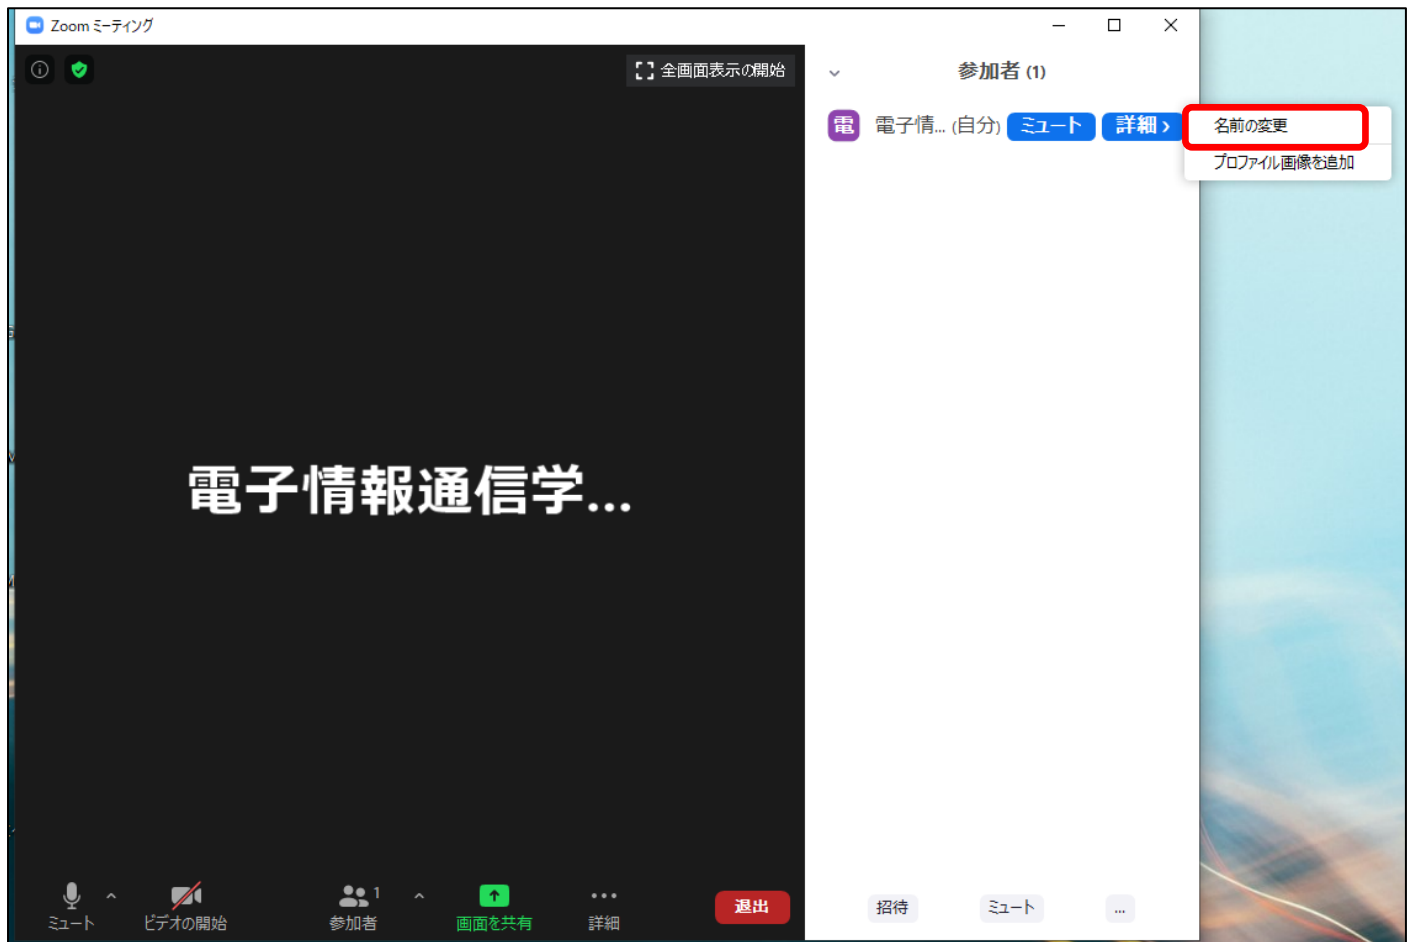 Zoom ミーティング
全画面表示の開始
参加者 (1)
電 電子情... (自分) ミュート 詳細 >
名前の変更
プロファイル画像を追加
電子情報通信学...
ミュート
ビデオの開始
参加者 1
画面を共有
詳細
退出
招待
ミュート
...